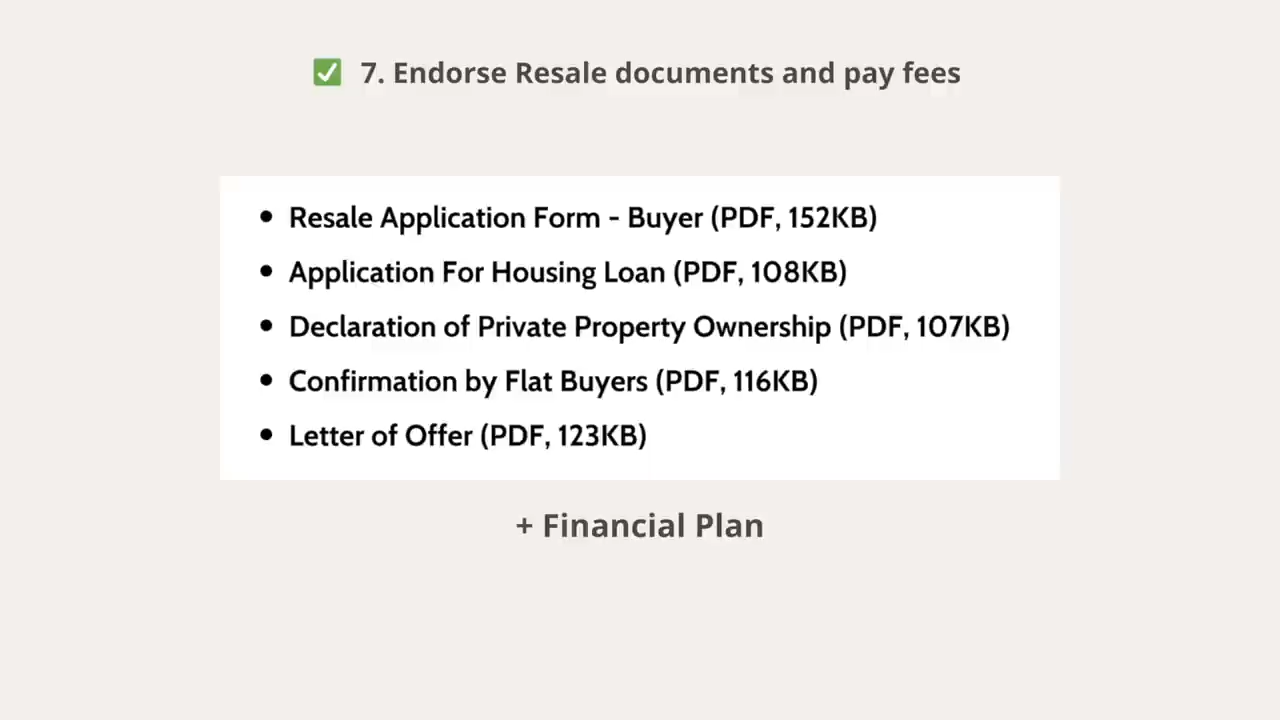 ✅ 7. Endorse Resale documents and pay fees
• Resale Application Form - Buyer (PDF, 152KB)
• Application For Housing Loan (PDF, 108KB)
• Declaration of Private Property Ownership (PDF, 107KB)
• Confirmation by Flat Buyers (PDF, 116KB)
• Letter of Offer (PDF, 123KB)
+ Financial Plan